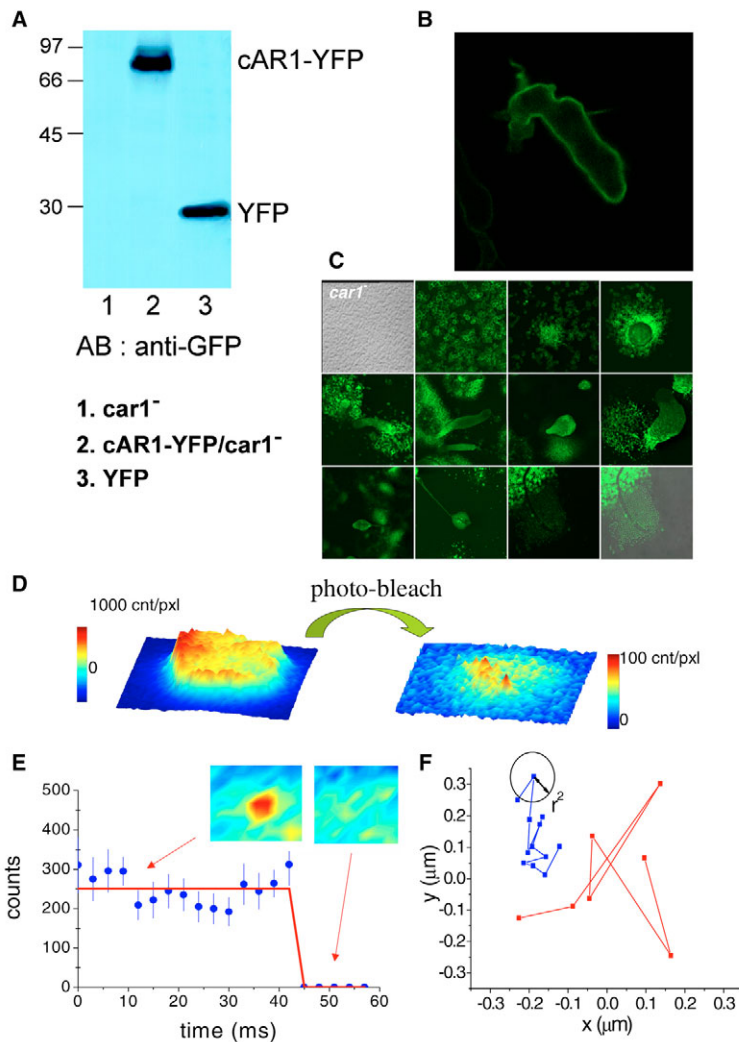 A
97
66
45
30
cAR1-YFP
YFP
1 2 3
AB : anti-GFP
1. car1-
2. cAR1-YFP/car1-
3. YFP
B
C
car1-
D
1000 cnt/pxl
0
photo-bleach
100 cnt/pxl
0
E
500
400
300
200
100
0
counts
0 10 20 30 40 50 60
time (ms)
F
0.3
0.2
0.1
0.0
-0.1
-0.2
-0.3
y (μm)
r2
-0.3 -0.2 -0.1 0.0 0.1 0.2 0.3
x (μm)